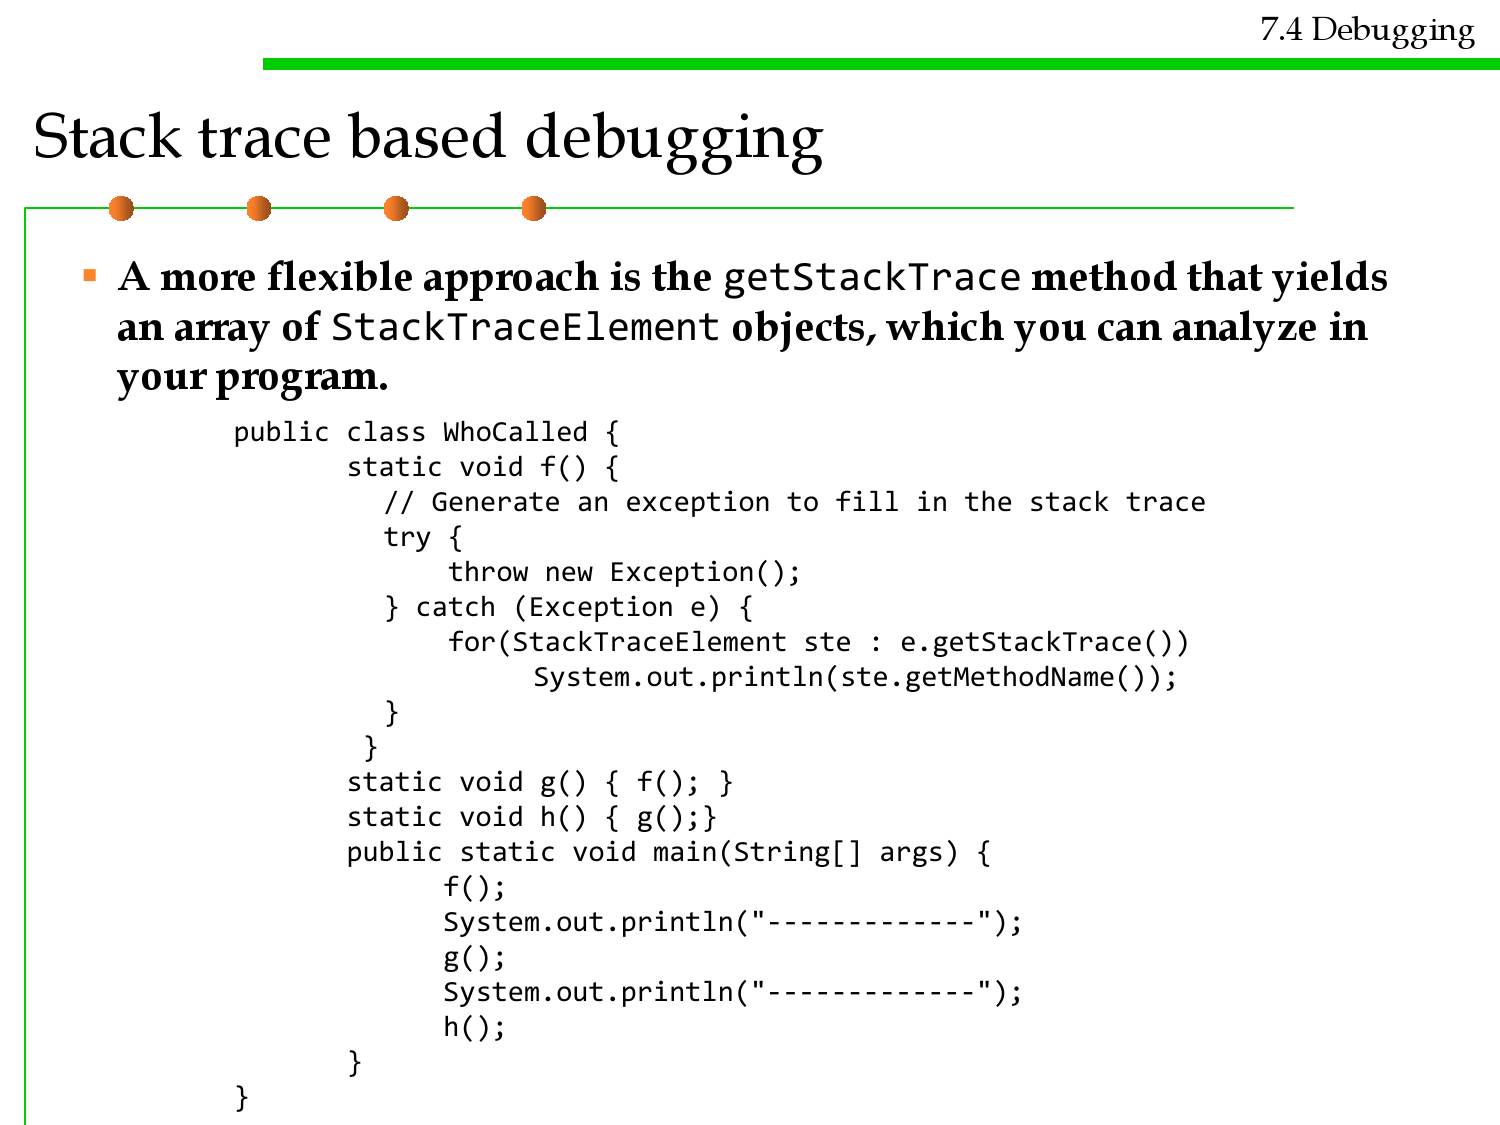 7.4 Debugging
Stack trace based debugging
▪ A more flexible approach is the getStackTrace method that yields
an array of StackTraceElement objects, which you can analyze in
your program.
public class WhoCalled {
static void f() {
// Generate an exception to fill in the stack trace
try {
throw new Exception();
} catch (Exception e) {
for(StackTraceElement ste : e.getStackTrace())
System.out.println(ste.getMethodName());
}
}
static void g() { f(); }
static void h() { g();}
public static void main(String[] args) {
f();
System.out.println("-------------");
g();
System.out.println("-------------");
h();
}
}